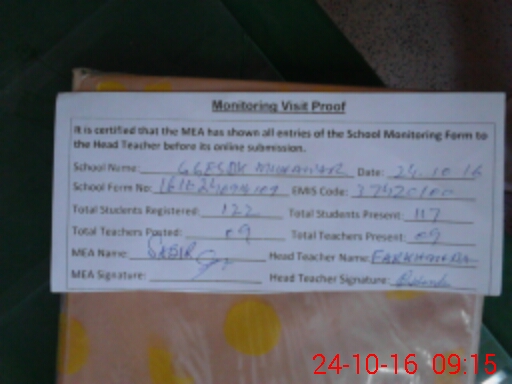 Monitoring Visit Proof
It is certified that the MEA has shown all entries of the School Monitoring Form to
the Head Teacher before its online submission.
School Name: Date: 24.10.16
School Form No: EMIS Code:
Total Students Registered: 122 Total Students Present: 117
Total Teachers Posted: 09 Total Teachers Present: 09
MEA Name: SABIR Head Teacher Name:
MEA Signature: Head Teacher Signature:
24-10-16 09:15